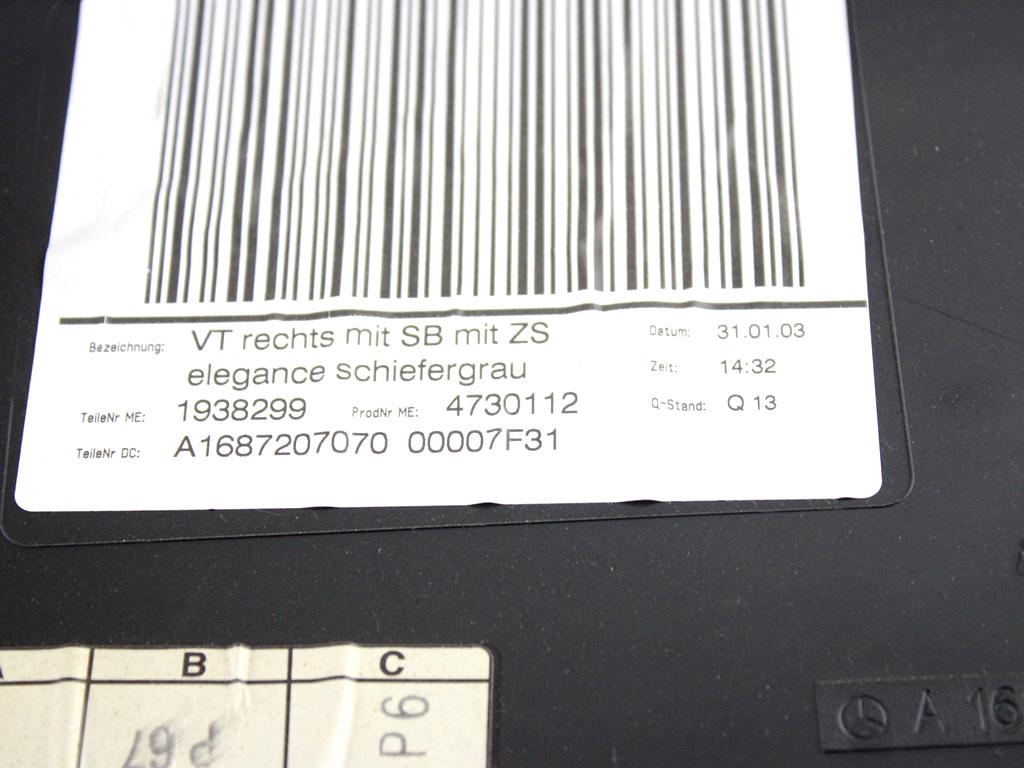 Bezeichnung: VT rechts mit SB mit ZS
elegance schiefergrau
TeileNr ME: 1938299 ProdNr ME: 4730112
TeileNr DC: A1687207070 00007F31
Datum: 31.01.03
Zeit: 14:32
Q-Stand: Q 13
B C
P67 P6
A 16